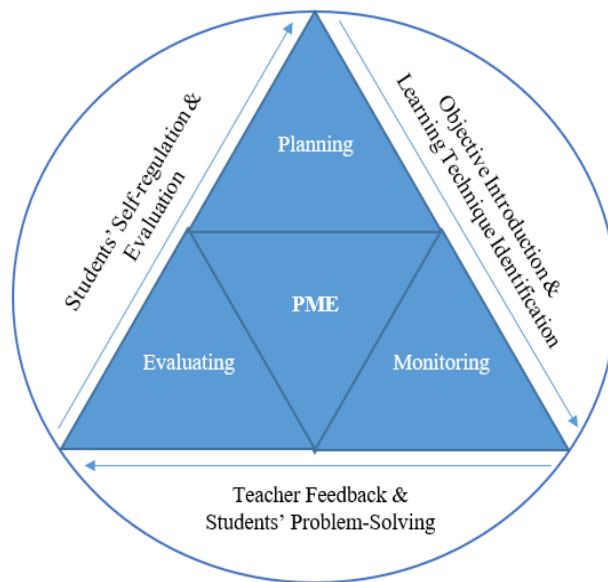 Planning
PME
Evaluating
Monitoring
Students' Self-regulation &
Evaluation
Objective Introduction &
Learning Technique Identification
Teacher Feedback &
Students' Problem-Solving